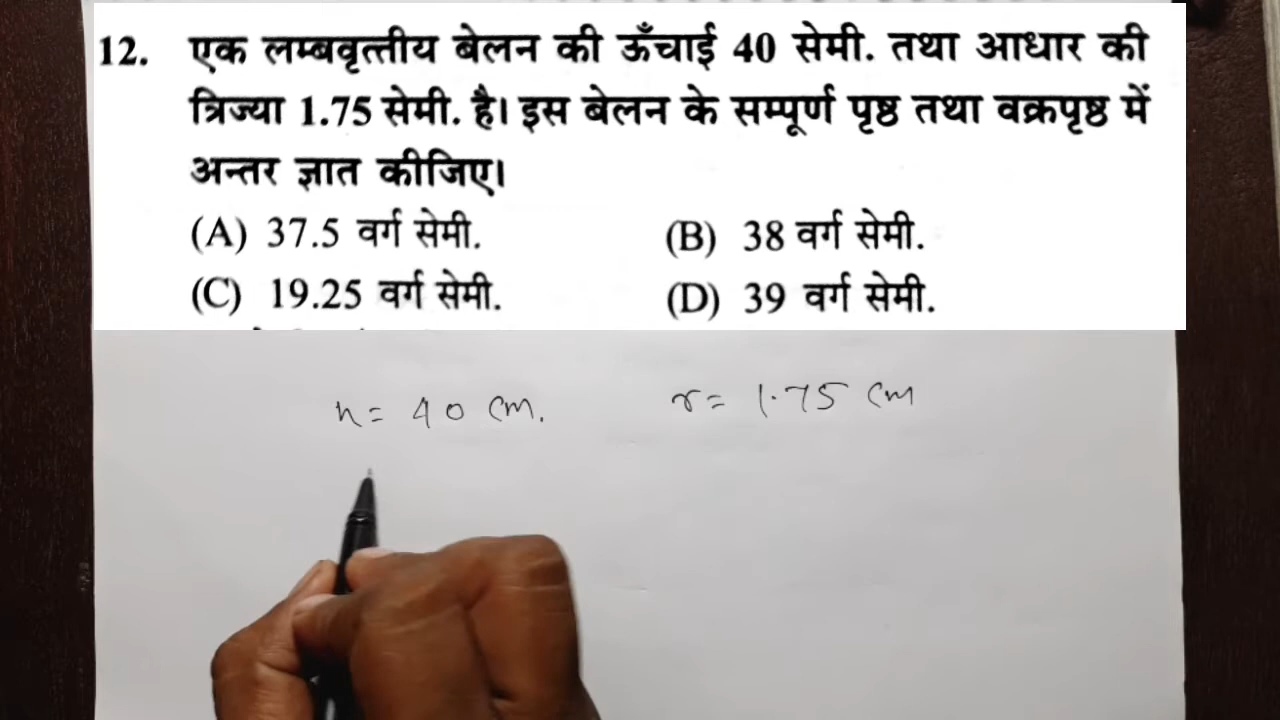 12. एक लम्बवृत्तीय बेलन की ऊँचाई 40 सेमी. तथा आधार की
त्रिज्या 1.75 सेमी. है। इस बेलन के सम्पूर्ण पृष्ठ तथा वक्रपृष्ठ में
अन्तर ज्ञात कीजिए।
(A) 37.5 वर्ग सेमी. (B) 38 वर्ग सेमी.
(C) 19.25 वर्ग सेमी. (D) 39 वर्ग सेमी.
h = 40 cm. r = 1.75 cm